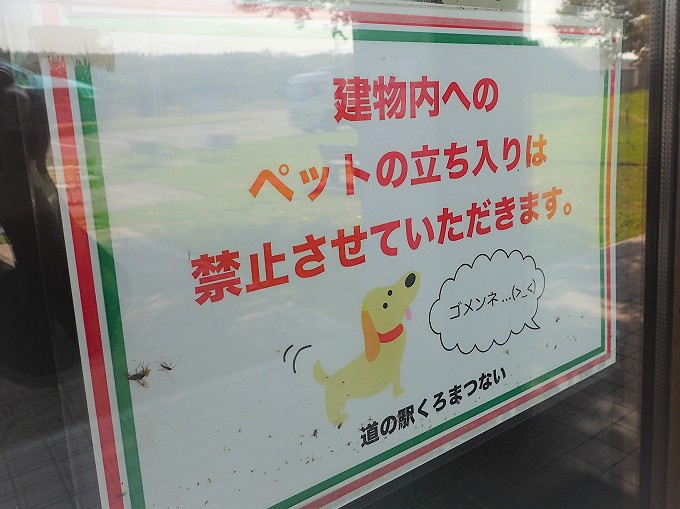 建物内への
ペットの立ち入りは
禁止させていただきます。
ゴメンネ...(>_<)
道の駅くろまつない